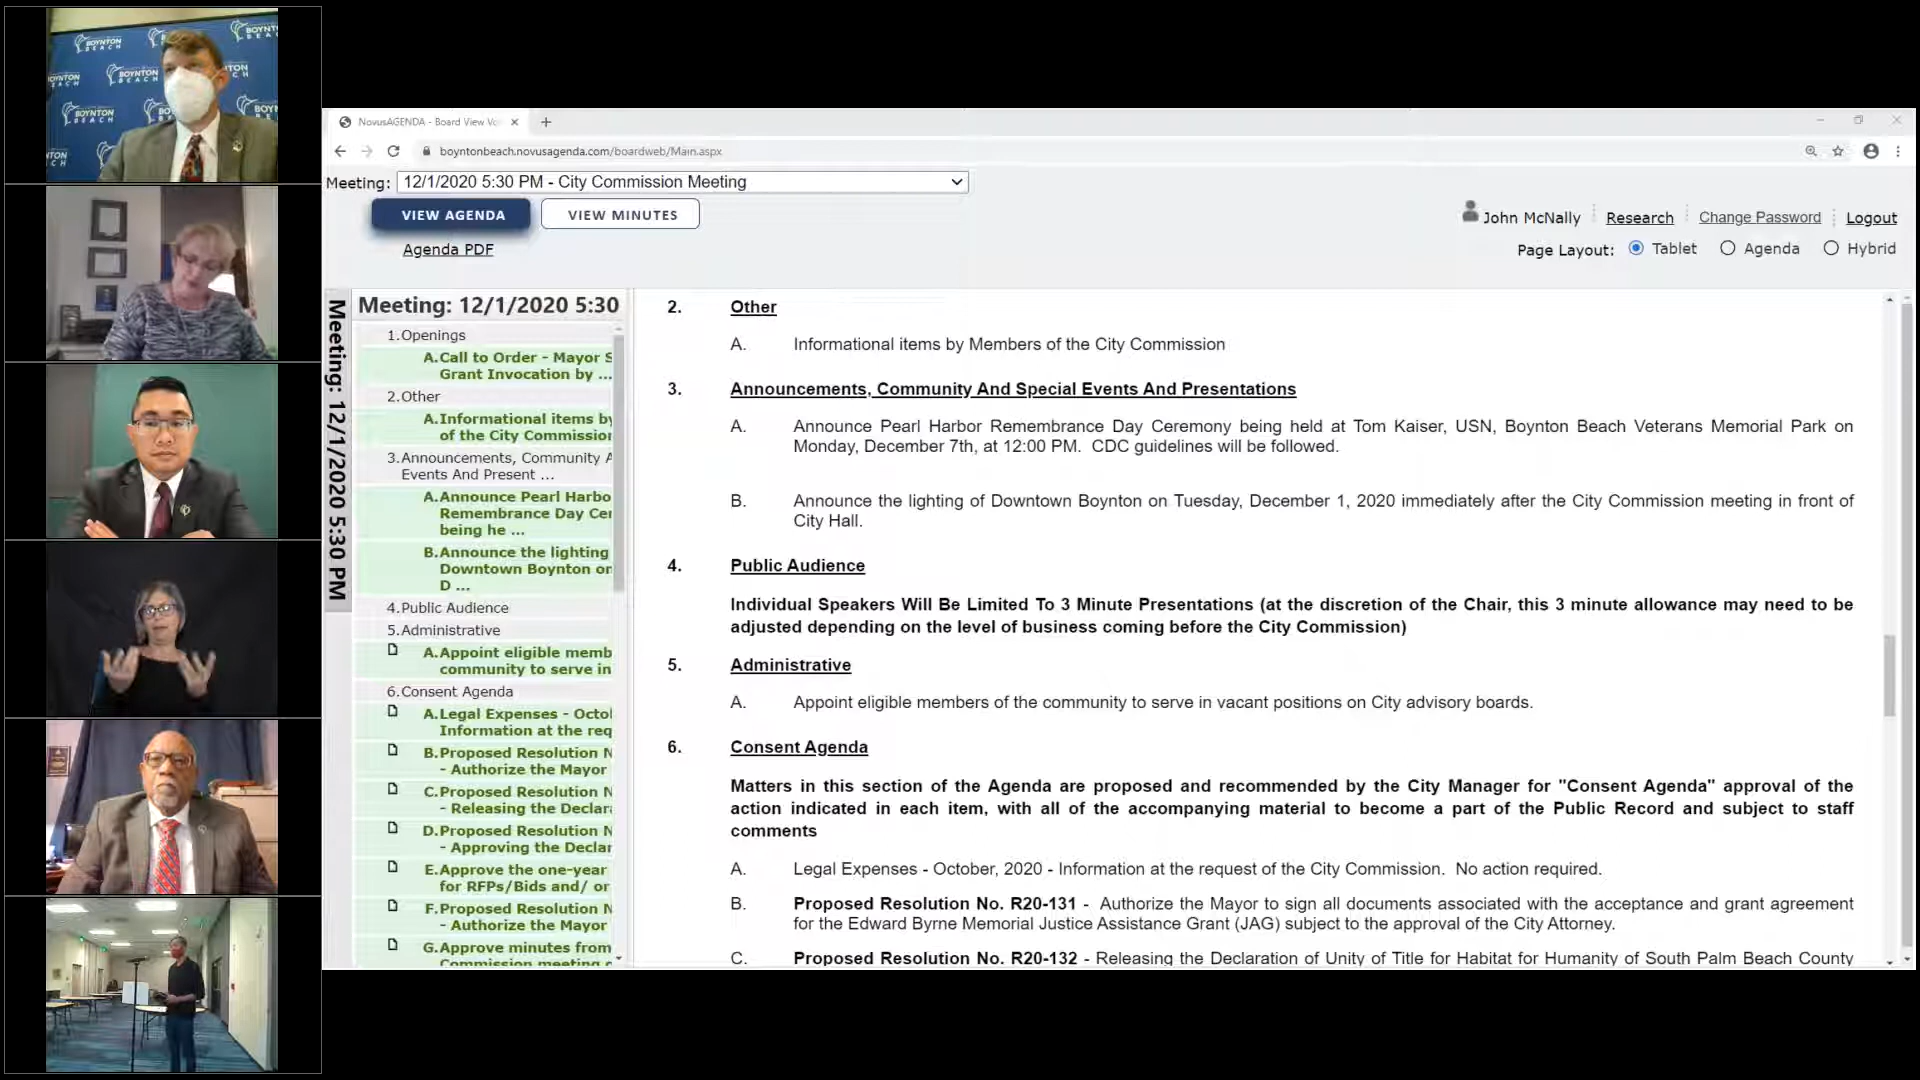 BOYNTON
BEACH
BOYNTON
BEACH
BOYNTON
BEACH
NovusAGENDA - Board View Vo
boyntonbeach.novusagenda.com/boardweb/Main.aspx
Meeting: 12/1/2020 5:30 PM - City Commission Meeting
VIEW AGENDA VIEW MINUTES
Agenda PDF
John McNally Research Change Password Logout
Page Layout: Tablet Agenda Hybrid
Meeting: 12/1/2020 5:30 PM
Meeting: 12/1/2020 5:30
1.Openings
A.Call to Order - Mayor S
Grant Invocation by ...
2.Other
A.Informational items by
of the City Commission
3.Announcements, Community A
Events And Present ...
A.Announce Pearl Harbo
Remembrance Day Cer
being he ...
B.Announce the lighting
Downtown Boynton on
D ...
4.Public Audience
5.Administrative
A.Appoint eligible memb
community to serve in
6.Consent Agenda
A.Legal Expenses - Octol
Information at the req
B.Proposed Resolution N
- Authorize the Mayor
C.Proposed Resolution N
- Releasing the Declara
D.Proposed Resolution N
- Approving the Declar
E.Approve the one-year
for RFPs/Bids and/ or
F.Proposed Resolution N
- Authorize the Mayor
G.Approve minutes from
Commission meeting
2. Other
A. Informational items by Members of the City Commission
3. Announcements, Community And Special Events And Presentations
A. Announce Pearl Harbor Remembrance Day Ceremony being held at Tom Kaiser, USN, Boynton Beach Veterans Memorial Park on
Monday, December 7th, at 12:00 PM. CDC guidelines will be followed.
B. Announce the lighting of Downtown Boynton on Tuesday, December 1, 2020 immediately after the City Commission meeting in front of
City Hall.
4. Public Audience
Individual Speakers Will Be Limited To 3 Minute Presentations (at the discretion of the Chair, this 3 minute allowance may need to be
adjusted depending on the level of business coming before the City Commission)
5. Administrative
A. Appoint eligible members of the community to serve in vacant positions on City advisory boards.
6. Consent Agenda
Matters in this section of the Agenda are proposed and recommended by the City Manager for "Consent Agenda" approval of the
action indicated in each item, with all of the accompanying material to become a part of the Public Record and subject to staff
comments
A. Legal Expenses - October, 2020 - Information at the request of the City Commission. No action required.
B. Proposed Resolution No. R20-131 - Authorize the Mayor to sign all documents associated with the acceptance and grant agreement
for the Edward Byrne Memorial Justice Assistance Grant (JAG) subject to the approval of the City Attorney.
C. Proposed Resolution No. R20-132 - Releasing the Declaration of Unity of Title for Habitat for Humanity of South Palm Beach County